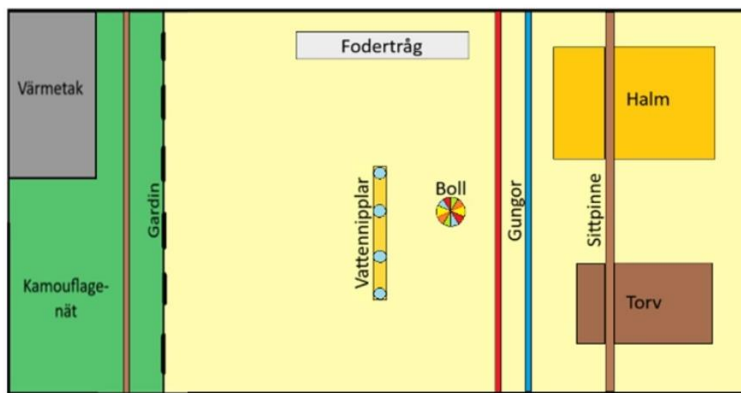 Värmetak
Kamouflage-
nät
Gardin
Fodertråg
Vattennipplar
Boll
Gungor
Sittpinne
Halm
Torv